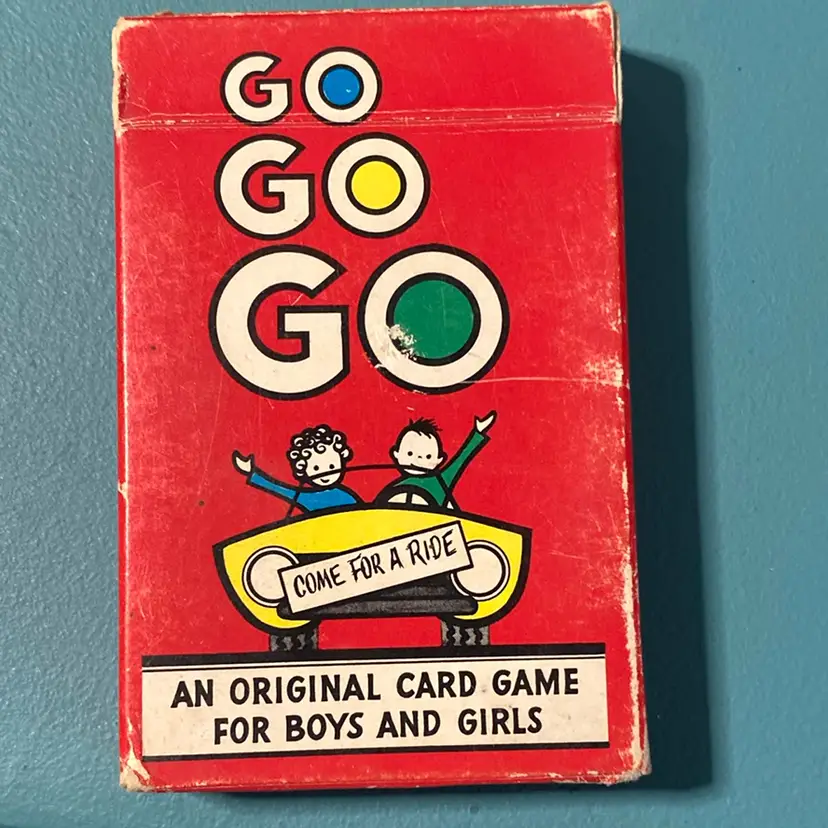 GO
GO
GO
COME FOR A RIDE
AN ORIGINAL CARD GAME
FOR BOYS AND GIRLS